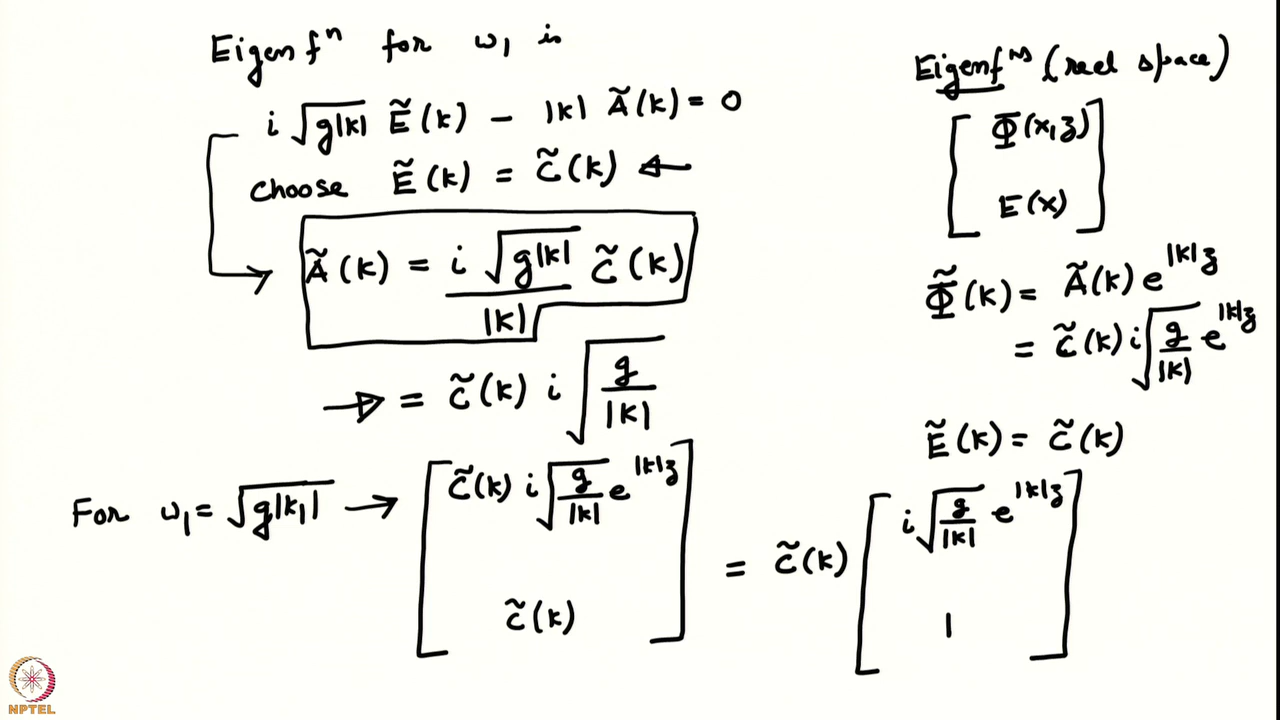 Eigenfⁿ for ω₁ is
i √g|k| Ẽ(k) − |k| Ã(k) = 0
choose Ẽ(k) = C̃(k) ←
Ã(k) = i √g|k| C̃(k)
|k|
→ = C̃(k) i √(g/|k|)
For ω₁ = √g|k₁| → [ C̃(k) i √(g/|k|) e^{|k|z}
C̃(k) ]
Eigenfⁿˢ (real space)
[ Φ(x,z)
E(x) ]
Φ̃(k) = Ã(k) e^{|k|z}
= C̃(k) i √(g/|k|) e^{|k|z}
Ẽ(k) = C̃(k)
= C̃(k) [ i √(g/|k|) e^{|k|z}
1 ]
NPTEL